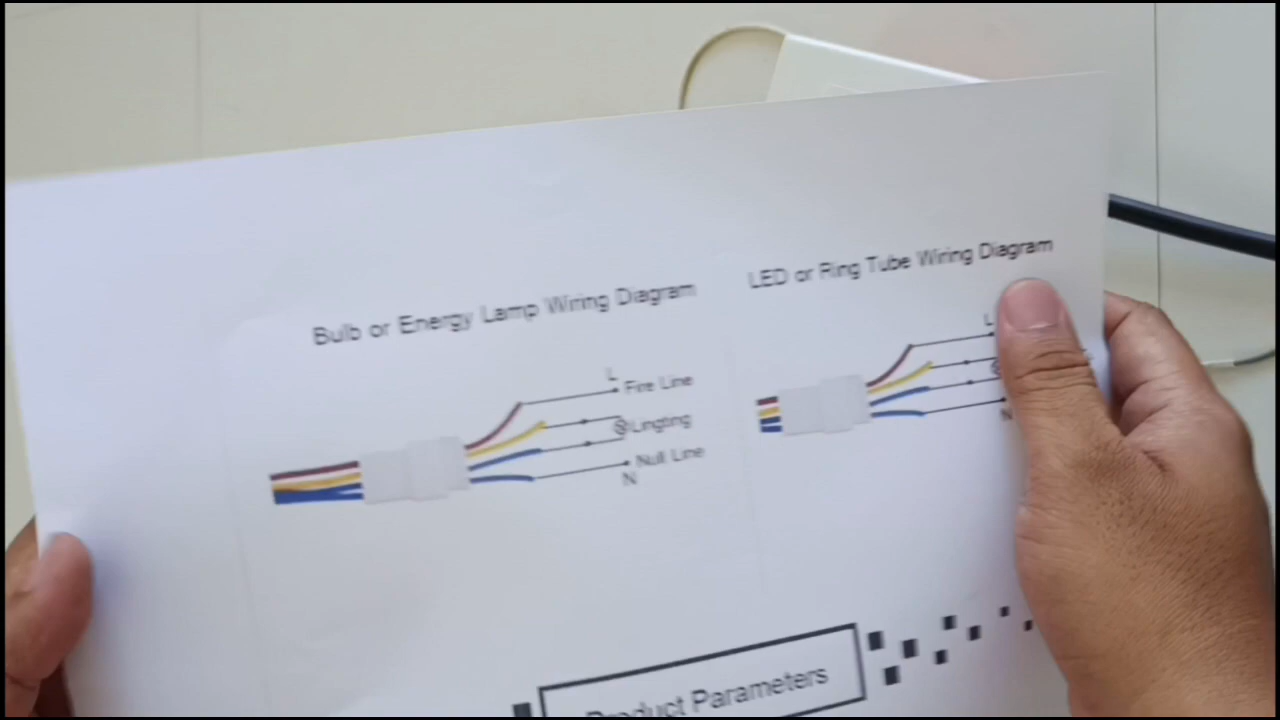 Bulb or Energy Lamp Wiring Diagram
L
Fire Line
Lingting
Null Line
N
LED or Ring Tube Wiring Diagram
L
N
Product Parameters